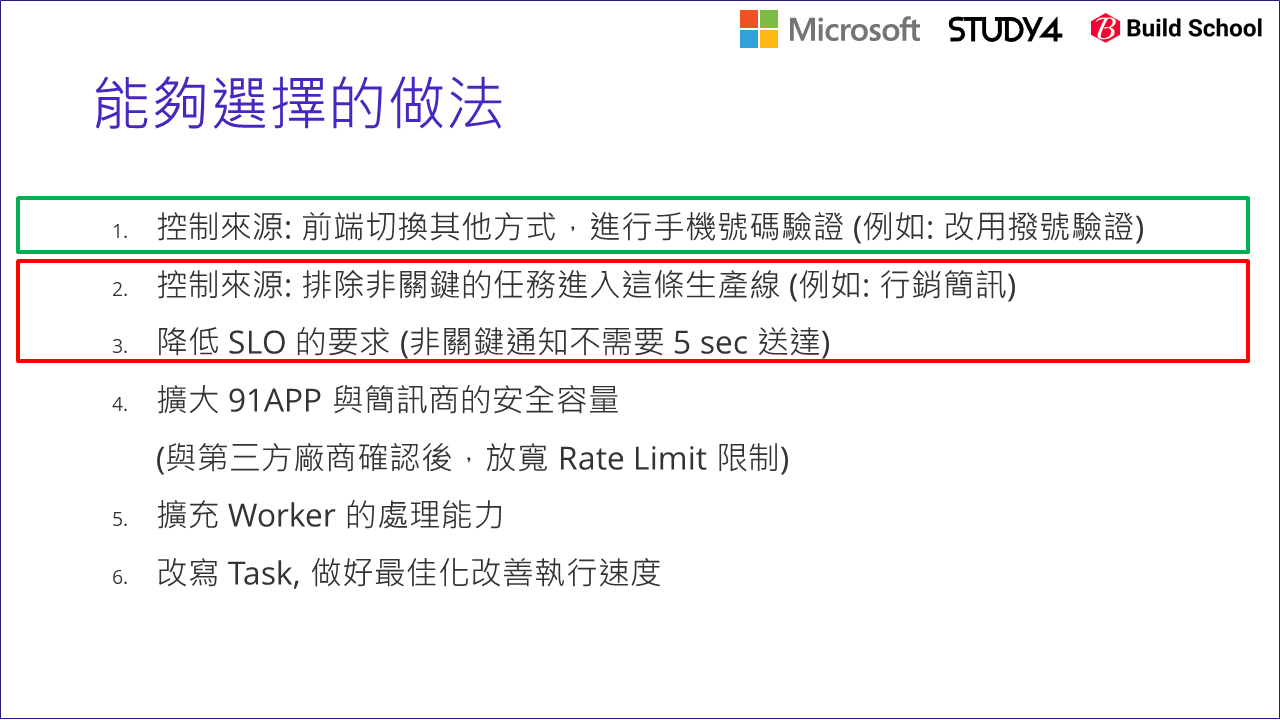 Microsoft STUDY4 Build School
能夠選擇的做法
1. 控制來源: 前端切換其他方式，進行手機號碼驗證 (例如: 改用撥號驗證)
2. 控制來源: 排除非關鍵的任務進入這條生產線 (例如: 行銷簡訊)
3. 降低 SLO 的要求 (非關鍵通知不需要 5 sec 送達)
4. 擴大 91APP 與簡訊商的安全容量
(與第三方廠商確認後，放寬 Rate Limit 限制)
5. 擴充 Worker 的處理能力
6. 改寫 Task, 做好最佳化改善執行速度